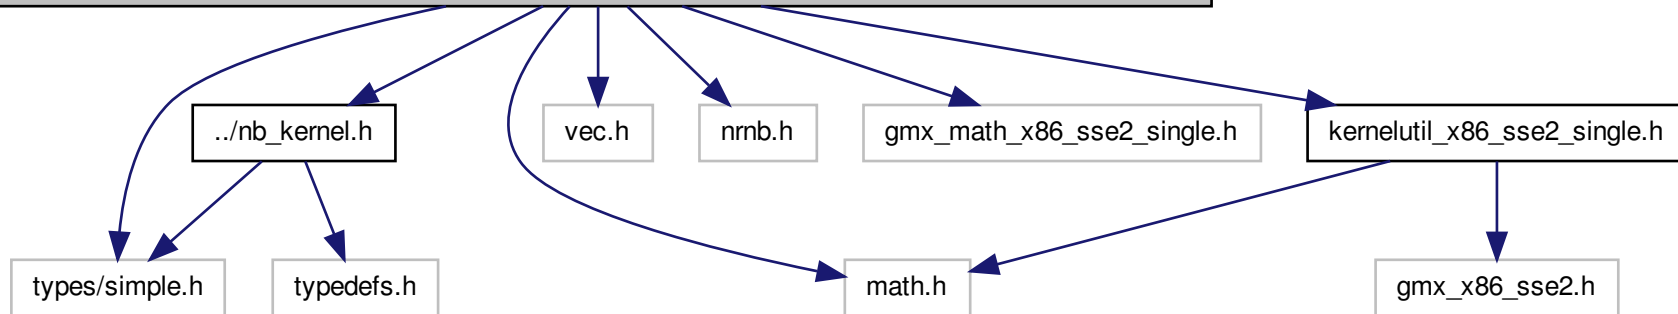 ../nb_kernel.h
vec.h
nrnb.h
gmx_math_x86_sse2_single.h
kernelutil_x86_sse2_single.h
types/simple.h
typedefs.h
math.h
gmx_x86_sse2.h